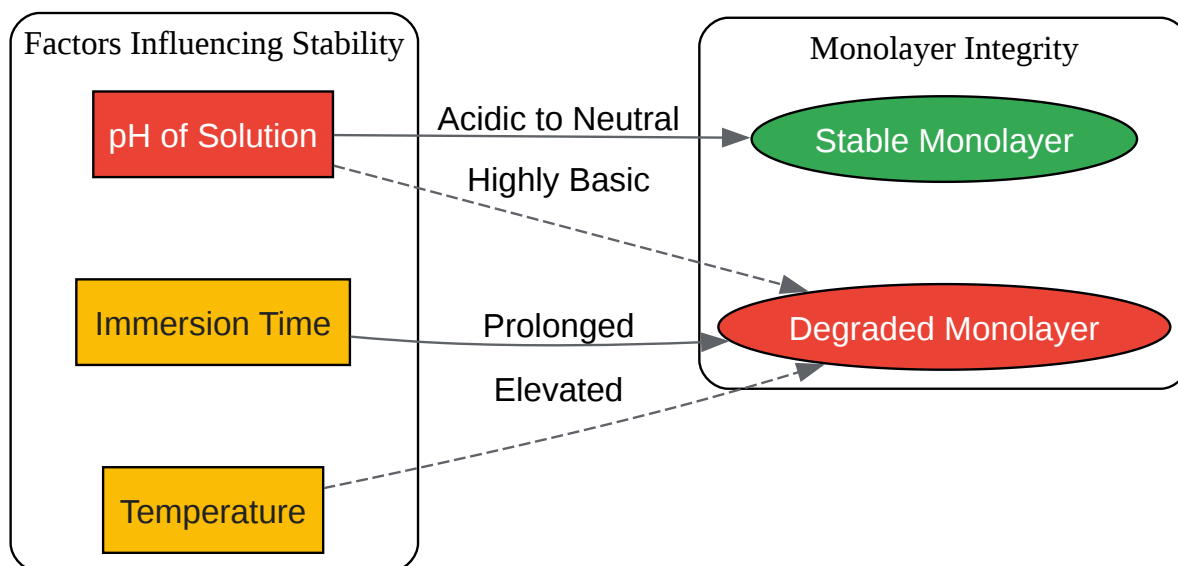 Factors Influencing Stability
Monolayer Integrity
pH of Solution
Acidic to Neutral
Stable Monolayer
Highly Basic
Immersion Time
Prolonged
Degraded Monolayer
Elevated
Temperature